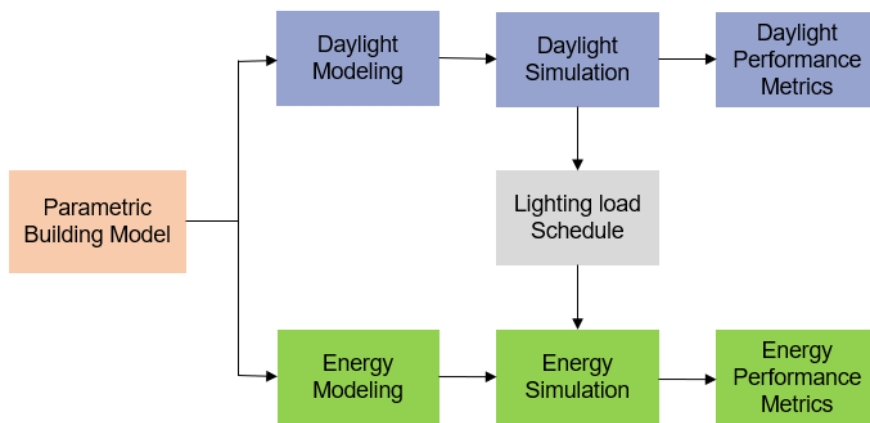 Daylight
Modeling
Daylight
Simulation
Daylight
Performance
Metrics
Parametric
Building Model
Lighting load
Schedule
Energy
Modeling
Energy
Simulation
Energy
Performance
Metrics